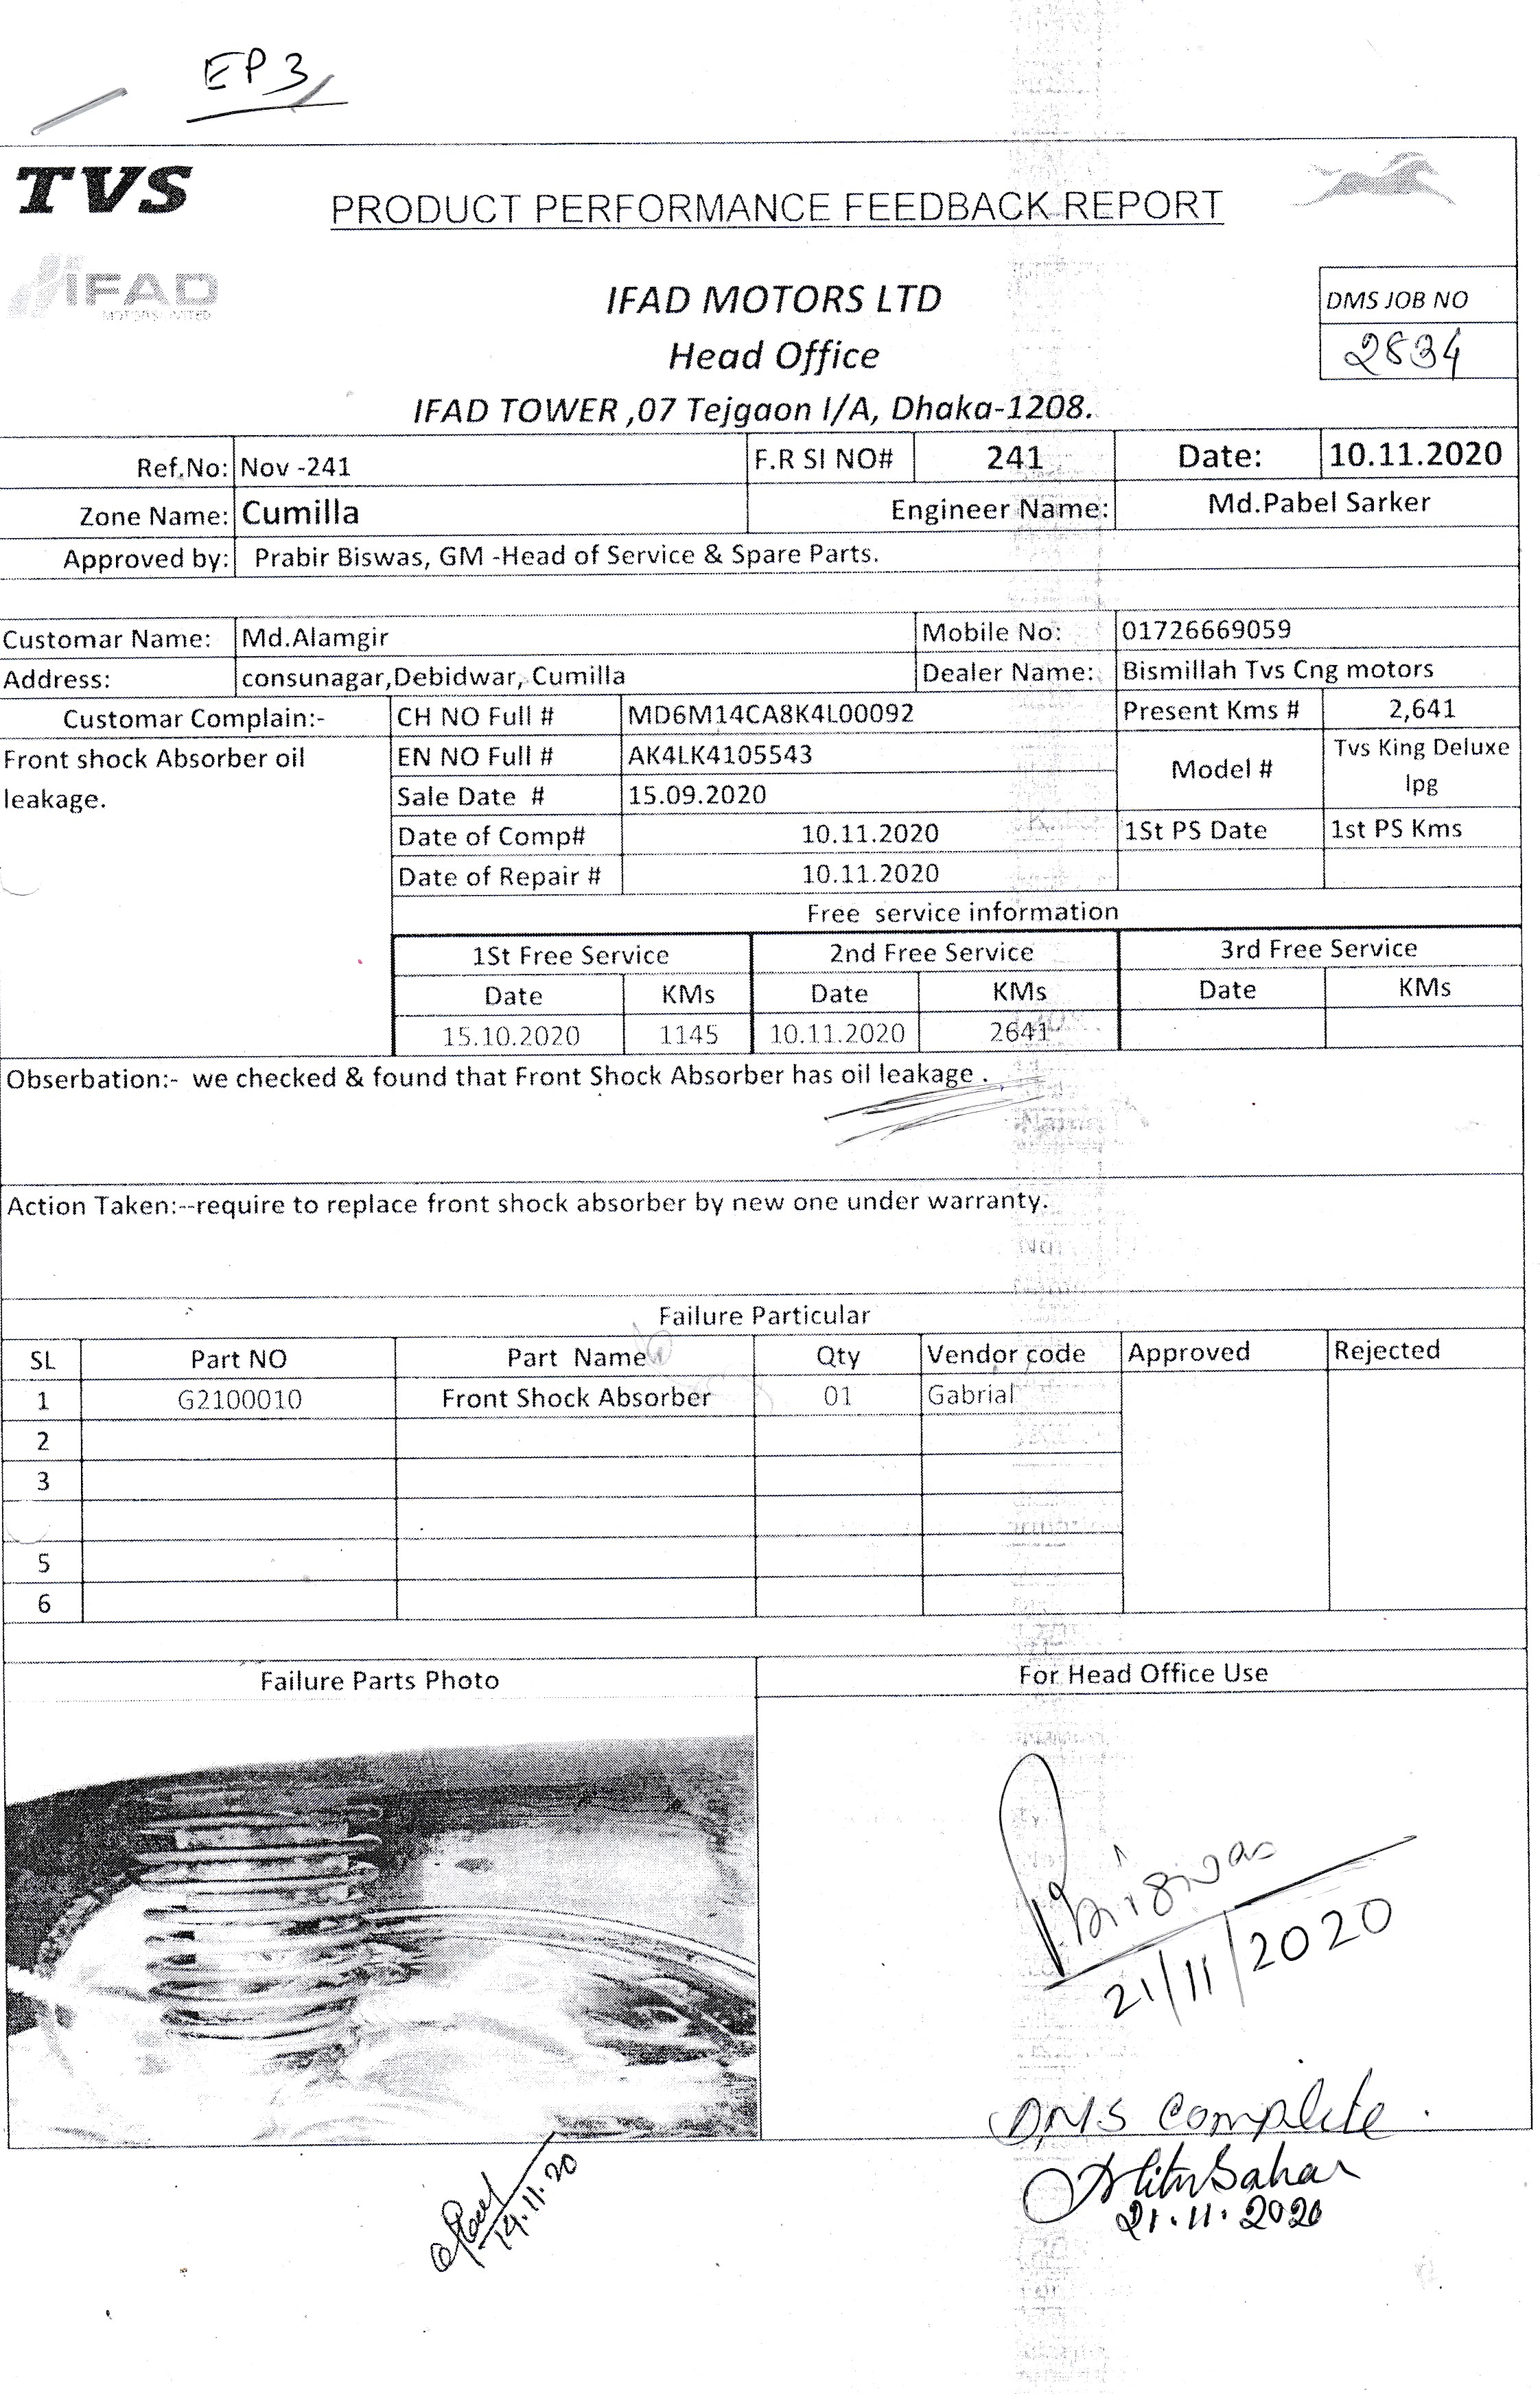 EP3
TVS
PRODUCT PERFORMANCE FEEDBACK REPORT
IFAD
MOTORS LIMITED
IFAD MOTORS LTD
DMS JOB NO
Head Office
2834
IFAD TOWER ,07 Tejgaon I/A, Dhaka-1208.
Ref.No: Nov -241 F.R SI NO# 241 Date: 10.11.2020
Zone Name: Cumilla Engineer Name: Md.Pabel Sarker
Approved by: Prabir Biswas, GM -Head of Service & Spare Parts.
Customar Name: Md.Alamgir Mobile No: 01726669059
Address: consunagar,Debidwar, Cumilla Dealer Name: Bismillah Tvs Cng motors
Customar Complain:- CH NO Full # MD6M14CA8K4L00092 Present Kms # 2,641
Front shock Absorber oil EN NO Full # AK4LK4105543 Model # Tvs King Deluxe
leakage. Sale Date # 15.09.2020 lpg
Date of Comp# 10.11.2020 1St PS Date 1st PS Kms
Date of Repair # 10.11.2020
Free service information
1St Free Service 2nd Free Service 3rd Free Service
Date KMs Date KMs Date KMs
15.10.2020 1145 10.11.2020 2641
Obserbation:- we checked & found that Front Shock Absorber has oil leakage .
Action Taken:--require to replace front shock absorber by new one under warranty.
Failure Particular
SL Part NO Part Name Qty Vendor code Approved Rejected
1 G2100010 Front Shock Absorber 01 Gabrial
2
3
5
6
Failure Parts Photo For Head Office Use
21/11/2020
DMS Complete.
21.11.2020
19.11.20